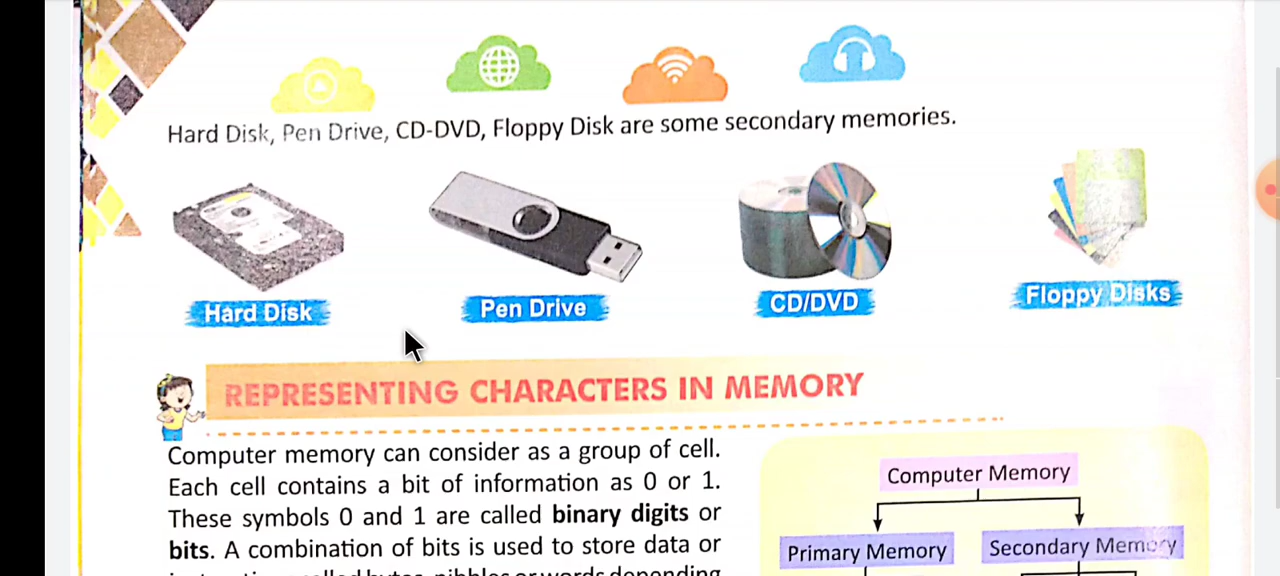 Hard Disk, Pen Drive, CD-DVD, Floppy Disk are some secondary memories.
Hard Disk
Pen Drive
CD/DVD
Floppy Disks
REPRESENTING CHARACTERS IN MEMORY
Computer memory can consider as a group of cell.
Each cell contains a bit of information as 0 or 1.
These symbols 0 and 1 are called binary digits or
bits. A combination of bits is used to store data or
Computer Memory
Primary Memory
Secondary Memory